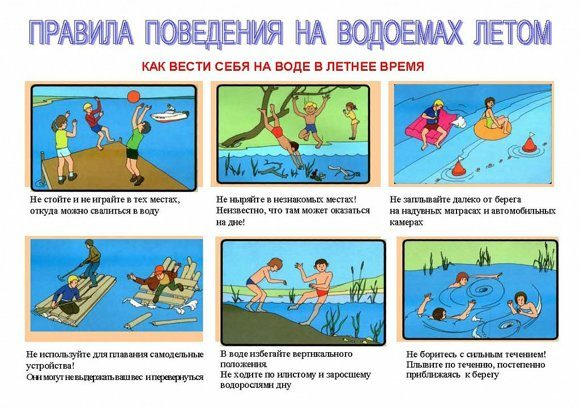 ПРАВИЛА ПОВЕДЕНИЯ НА ВОДОЕМАХ ЛЕТОМ
КАК ВЕСТИ СЕБЯ НА ВОДЕ В ЛЕТНЕЕ ВРЕМЯ
Не стойте и не играйте в тех местах,
откуда можно свалиться в воду
Не ныряйте в незнакомых местах!
Неизвестно, что там может оказаться
на дне!
Не заплывайте далеко от берега
на надувных матрасах и автомобильных
камерах
Не используйте для плавания самодельные
устройства!
Они могут не выдержать ваш вес и перевернуться
В воде избегайте вертикального
положения.
Не ходите по илистому и заросшему
водорослями дну
Не боритесь с сильным течением!
Плывите по течению, постепенно
приближаясь к берегу